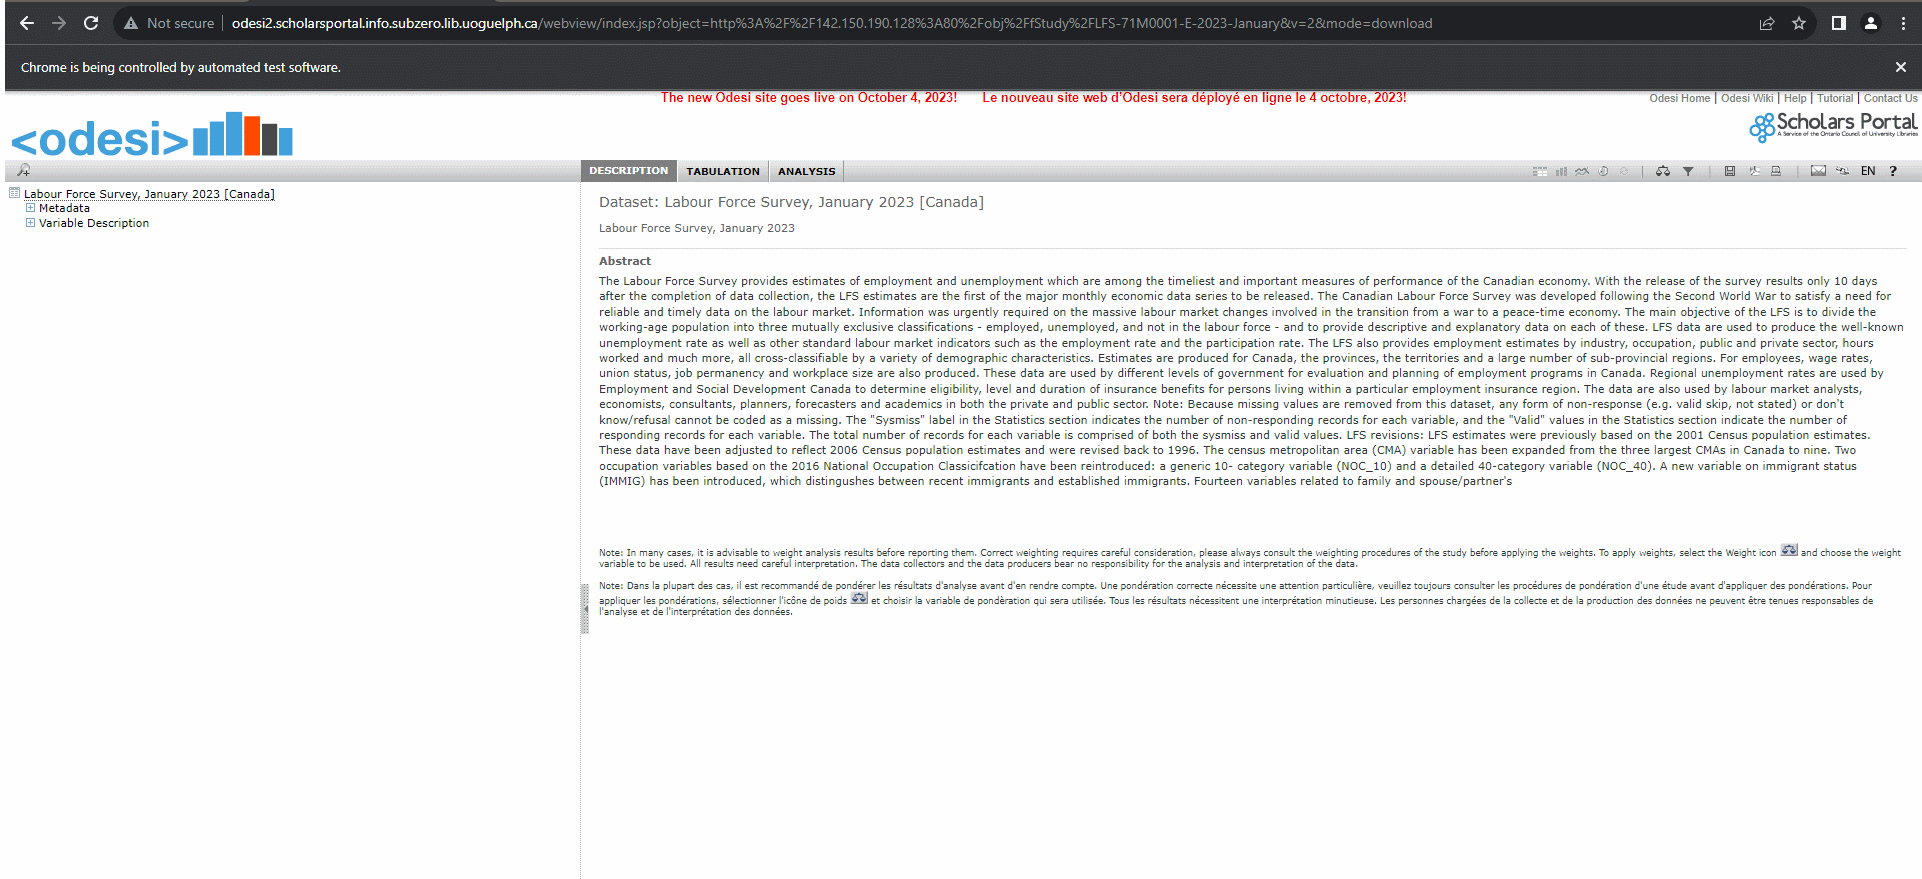 Not secure | odesi2.scholarsportal.info.subzero.lib.uoguelph.ca/webview/index.jsp?object=http%3A%2F%2F142.150.190.128%3A80%2Fobj%2FfStudy%2FLFS-71M0001-E-2023-January&v=2&mode=download
Chrome is being controlled by automated test software.
The new Odesi site goes live on October 4, 2023! Le nouveau site web d'Odesi sera déployé en ligne le 4 octobre, 2023!
Odesi Home | Odesi Wiki | Help | Tutorial | Contact Us
<odesi>
Scholars Portal
A Service of the Ontario Council of University Libraries
DESCRIPTION TABULATION ANALYSIS
EN ?
Labour Force Survey, January 2023 [Canada]
Metadata
Variable Description
Dataset: Labour Force Survey, January 2023 [Canada]
Labour Force Survey, January 2023
Abstract
The Labour Force Survey provides estimates of employment and unemployment which are among the timeliest and important measures of performance of the Canadian economy. With the release of the survey results only 10 days
after the completion of data collection, the LFS estimates are the first of the major monthly economic data series to be released. The Canadian Labour Force Survey was developed following the Second World War to satisfy a need for
reliable and timely data on the labour market. Information was urgently required on the massive labour market changes involved in the transition from a war to a peace-time economy. The main objective of the LFS is to divide the
working-age population into three mutually exclusive classifications - employed, unemployed, and not in the labour force - and to provide descriptive and explanatory data on each of these. LFS data are used to produce the well-known
unemployment rate as well as other standard labour market indicators such as the employment rate and the participation rate. The LFS also provides employment estimates by industry, occupation, public and private sector, hours
worked and much more, all cross-classifiable by a variety of demographic characteristics. Estimates are produced for Canada, the provinces, the territories and a large number of sub-provincial regions. For employees, wage rates,
union status, job permanency and workplace size are also produced. These data are used by different levels of government for evaluation and planning of employment programs in Canada. Regional unemployment rates are used by
Employment and Social Development Canada to determine eligibility, level and duration of insurance benefits for persons living within a particular employment insurance region. The data are also used by labour market analysts,
economists, consultants, planners, forecasters and academics in both the private and public sector. Note: Because missing values are removed from this dataset, any form of non-response (e.g. valid skip, not stated) or don't
know/refusal cannot be coded as a missing. The "Sysmiss" label in the Statistics section indicates the number of non-responding records for each variable, and the "Valid" values in the Statistics section indicate the number of
responding records for each variable. The total number of records for each variable is comprised of both the sysmiss and valid values. LFS revisions: LFS estimates were previously based on the 2001 Census population estimates.
These data have been adjusted to reflect 2006 Census population estimates and were revised back to 1996. The census metropolitan area (CMA) variable has been expanded from the three largest CMAs in Canada to nine. Two
occupation variables based on the 2016 National Occupation Classicifcation have been reintroduced: a generic 10- category variable (NOC_10) and a detailed 40-category variable (NOC_40). A new variable on immigrant status
(IMMIG) has been introduced, which distingushes between recent immigrants and established immigrants. Fourteen variables related to family and spouse/partner's
Note: In many cases, it is advisable to weight analysis results before reporting them. Correct weighting requires careful consideration, please always consult the weighting procedures of the study before applying the weights. To apply weights, select the Weight icon and choose the weight
variable to be used. All results need careful interpretation. The data collectors and the data producers bear no responsibility for the analysis and interpretation of the data.
Note: Dans la plupart des cas, il est recommandé de pondérer les résultats d'analyse avant d'en rendre compte. Une pondération correcte nécessite une attention particulière, veuillez toujours consulter les procédures de pondération d'une étude avant d'appliquer des pondérations. Pour
appliquer les pondérations, sélectionner l'icône de poids et choisir la variable de pondèration qui sera utilisée. Tous les résultats nécessitent une interprétation minutieuse. Les personnes chargées de la collecte et de la production des données ne peuvent être tenues responsables de
l'analyse et de l'interprétation des données.